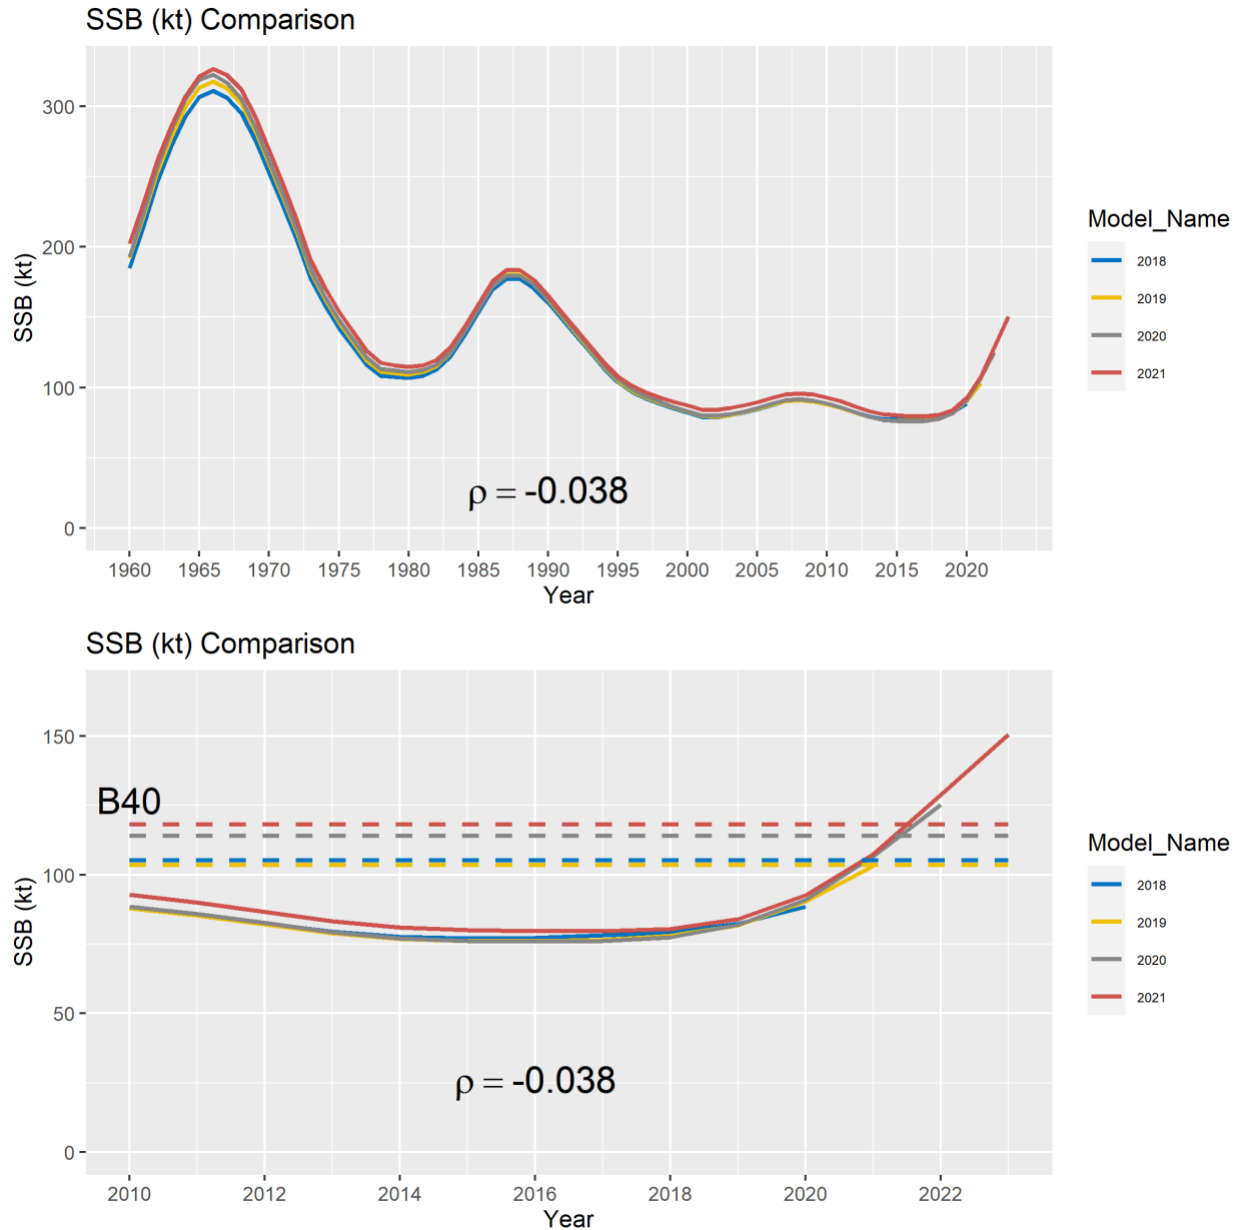 SSB (kt) Comparison
SSB (kt)
300
200
100
0
ρ = -0.038
1960 1965 1970 1975 1980 1985 1990 1995 2000 2005 2010 2015 2020
Year
Model_Name
2018
2019
2020
2021
SSB (kt) Comparison
SSB (kt)
150
100
50
0
B40
ρ = -0.038
2010 2012 2014 2016 2018 2020 2022
Year
Model_Name
2018
2019
2020
2021